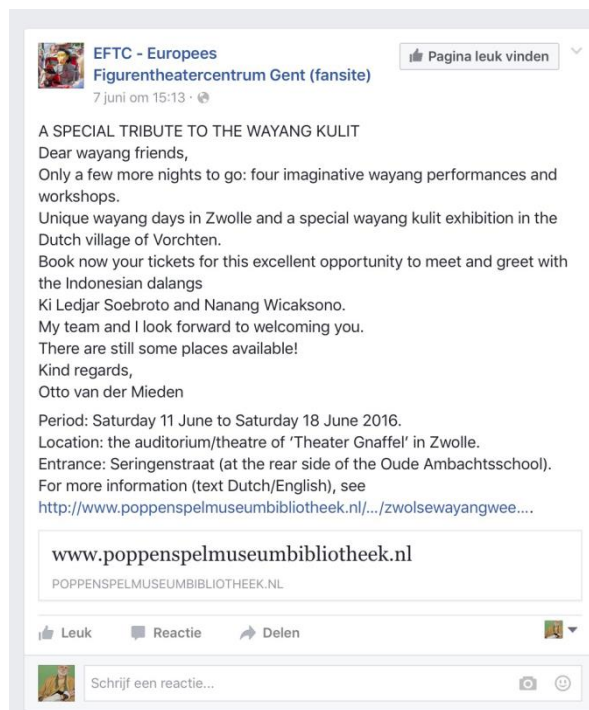 EFTC - Europees
Figurentheatercentrum Gent (fansite)
Pagina leuk vinden
7 juni om 15:13 ·
A SPECIAL TRIBUTE TO THE WAYANG KULIT
Dear wayang friends,
Only a few more nights to go: four imaginative wayang performances and
workshops.
Unique wayang days in Zwolle and a special wayang kulit exhibition in the
Dutch village of Vorchten.
Book now your tickets for this excellent opportunity to meet and greet with
the Indonesian dalangs
Ki Ledjar Soebroto and Nanang Wicaksono.
My team and I look forward to welcoming you.
There are still some places available!
Kind regards,
Otto van der Mieden
Period: Saturday 11 June to Saturday 18 June 2016.
Location: the auditorium/theatre of ‘Theater Gnaffel’ in Zwolle.
Entrance: Seringenstraat (at the rear side of the Oude Ambachtsschool).
For more information (text Dutch/English), see
http://www.poppenspelmuseumbibliotheek.nl/.../zwolsewayangwee....
www.poppenspelmuseumbibliotheek.nl
POPPENSPELMUSEUMBIBLIOTHEEK.NL
Leuk Reactie Delen
Schrijf een reactie...